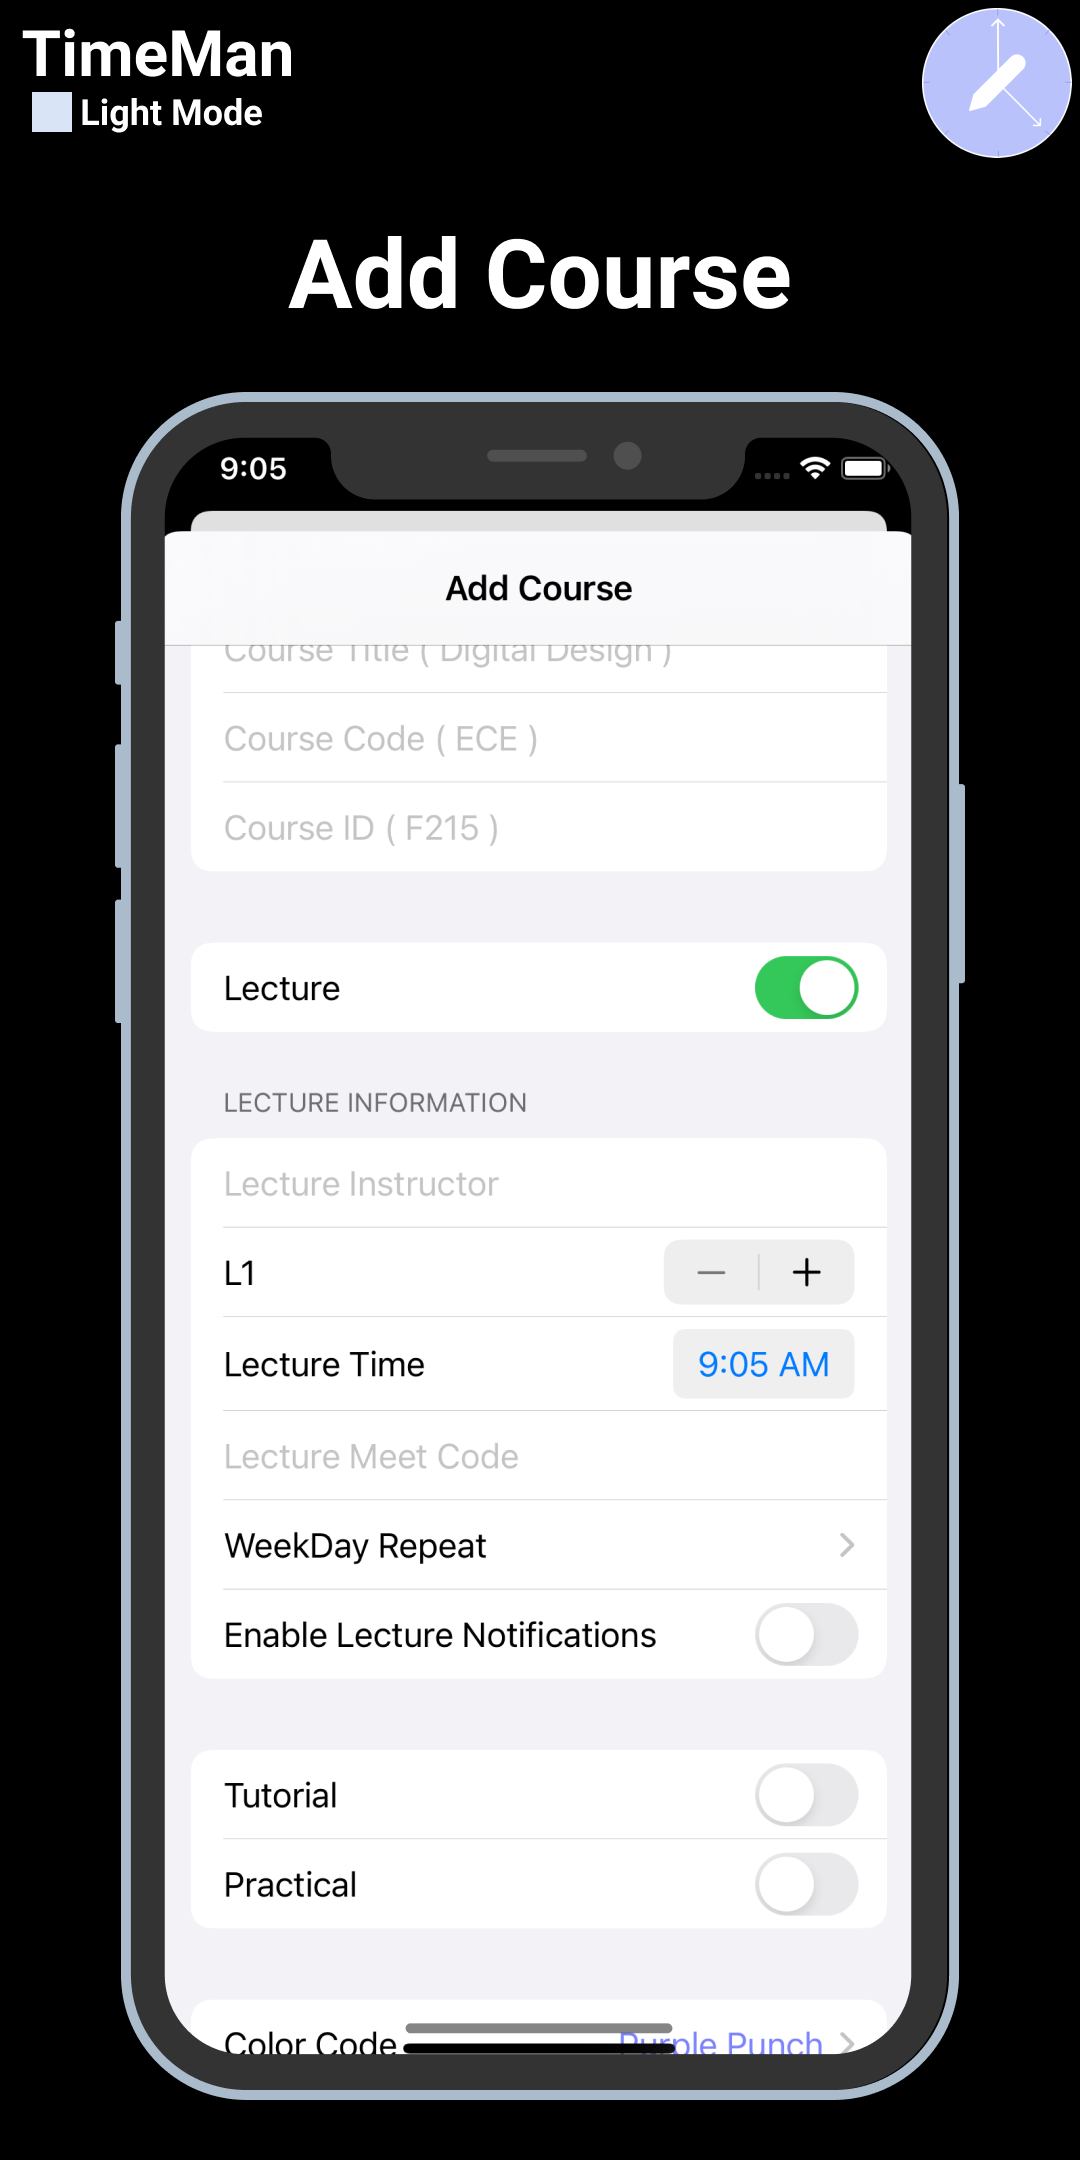 TimeMan
Light Mode
Add Course
9:05
Add Course
Course Title ( Digital Design )
Course Code ( ECE )
Course ID ( F215 )
Lecture
LECTURE INFORMATION
Lecture Instructor
L1
Lecture Time 9:05 AM
Lecture Meet Code
WeekDay Repeat
Enable Lecture Notifications
Tutorial
Practical
Color Code Purple Punch